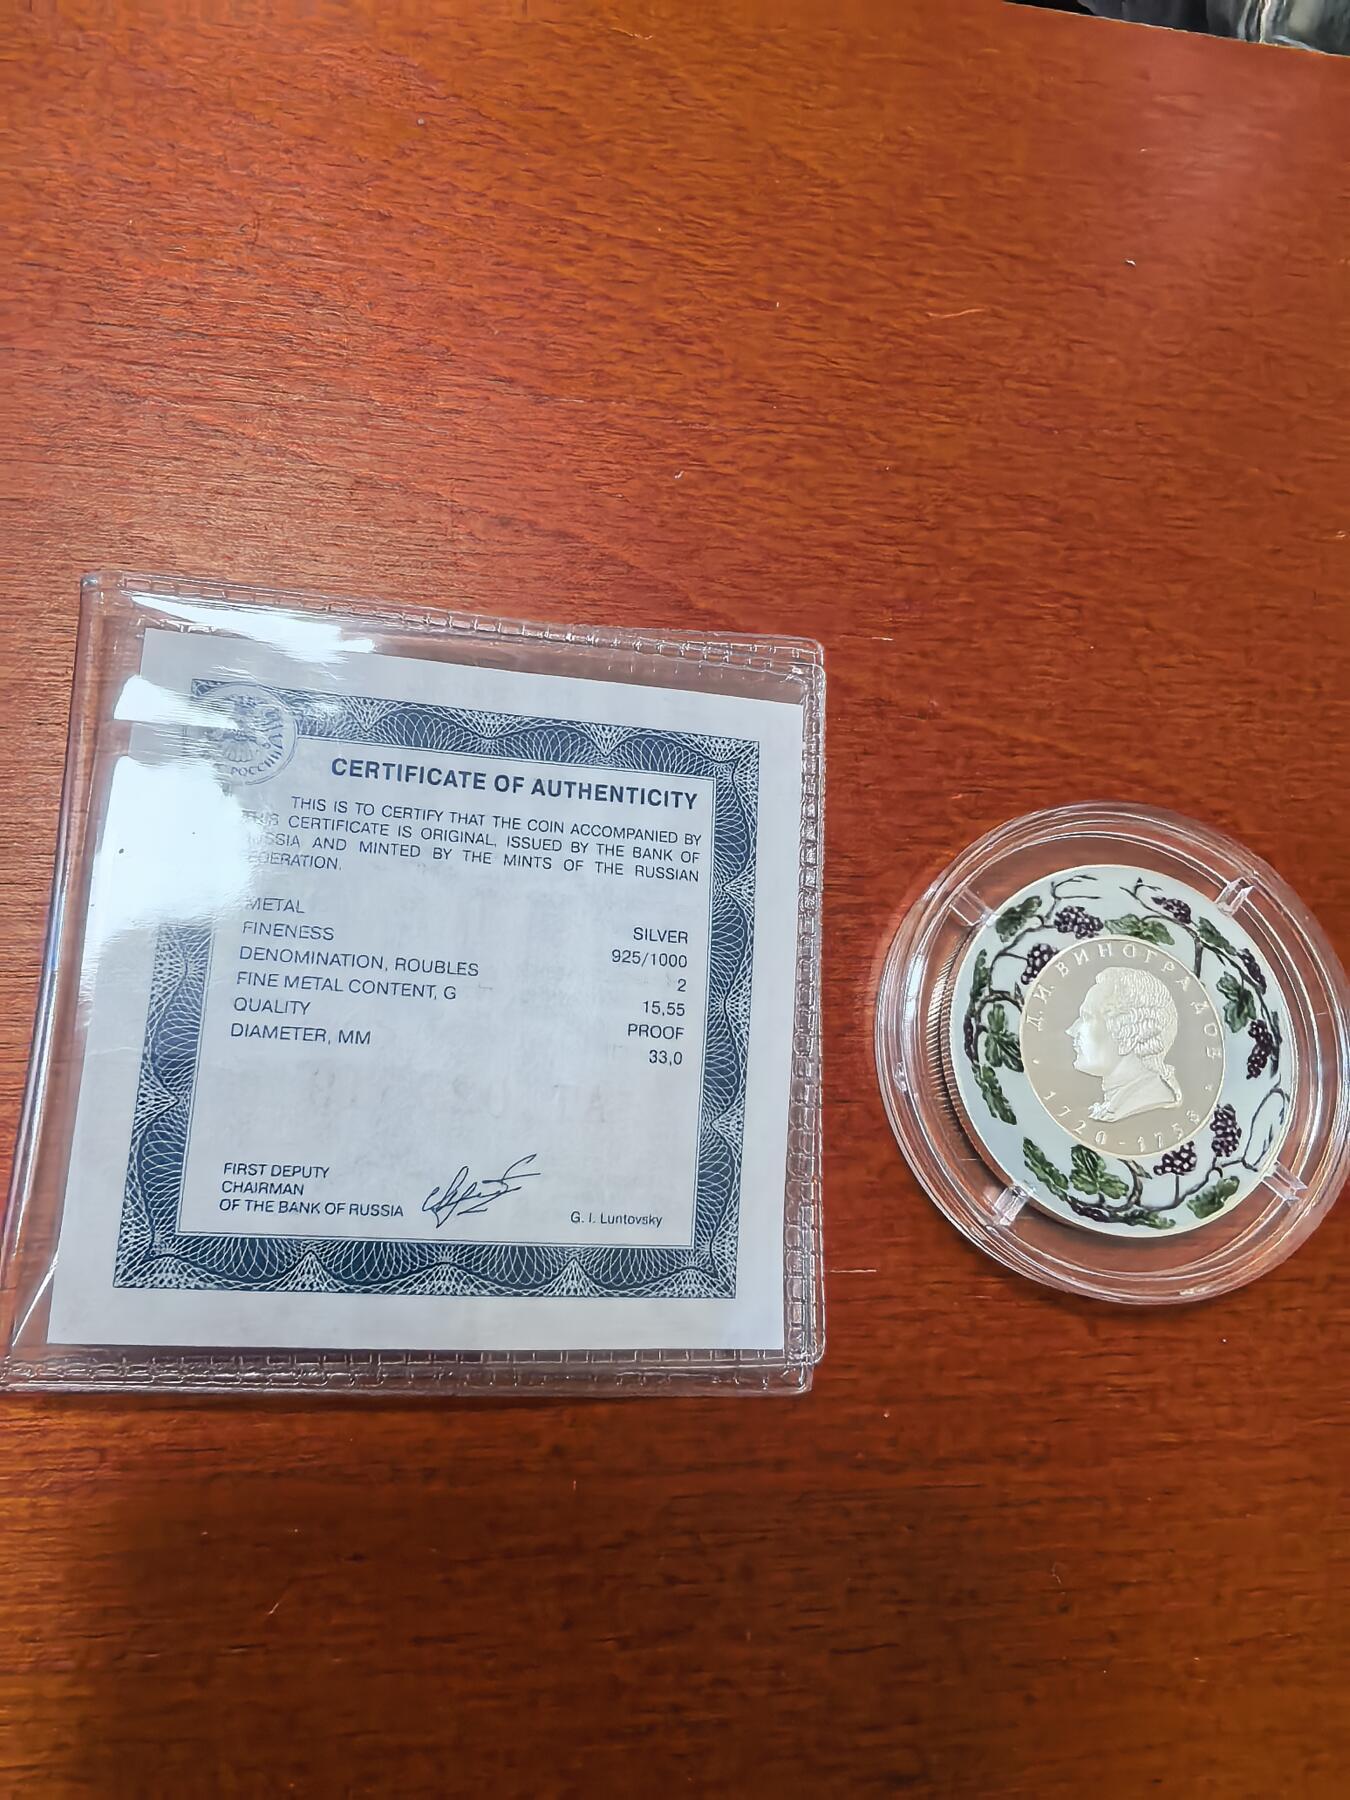 РОССИЙСКАЯ
CERTIFICATE OF AUTHENTICITY
THIS IS TO CERTIFY THAT THE COIN ACCOMPANIED BY
THIS CERTIFICATE IS ORIGINAL, ISSUED BY THE BANK OF
RUSSIA AND MINTED BY THE MINTS OF THE RUSSIAN
FEDERATION.
METAL SILVER
FINENESS 925/1000
DENOMINATION, ROUBLES 2
FINE METAL CONTENT, G 15,55
QUALITY PROOF
DIAMETER, MM 33,0
FIRST DEPUTY
CHAIRMAN
OF THE BANK OF RUSSIA
G. I. Luntovsky
Д. И. ВИНОГРАДОВ
1720 - 1758